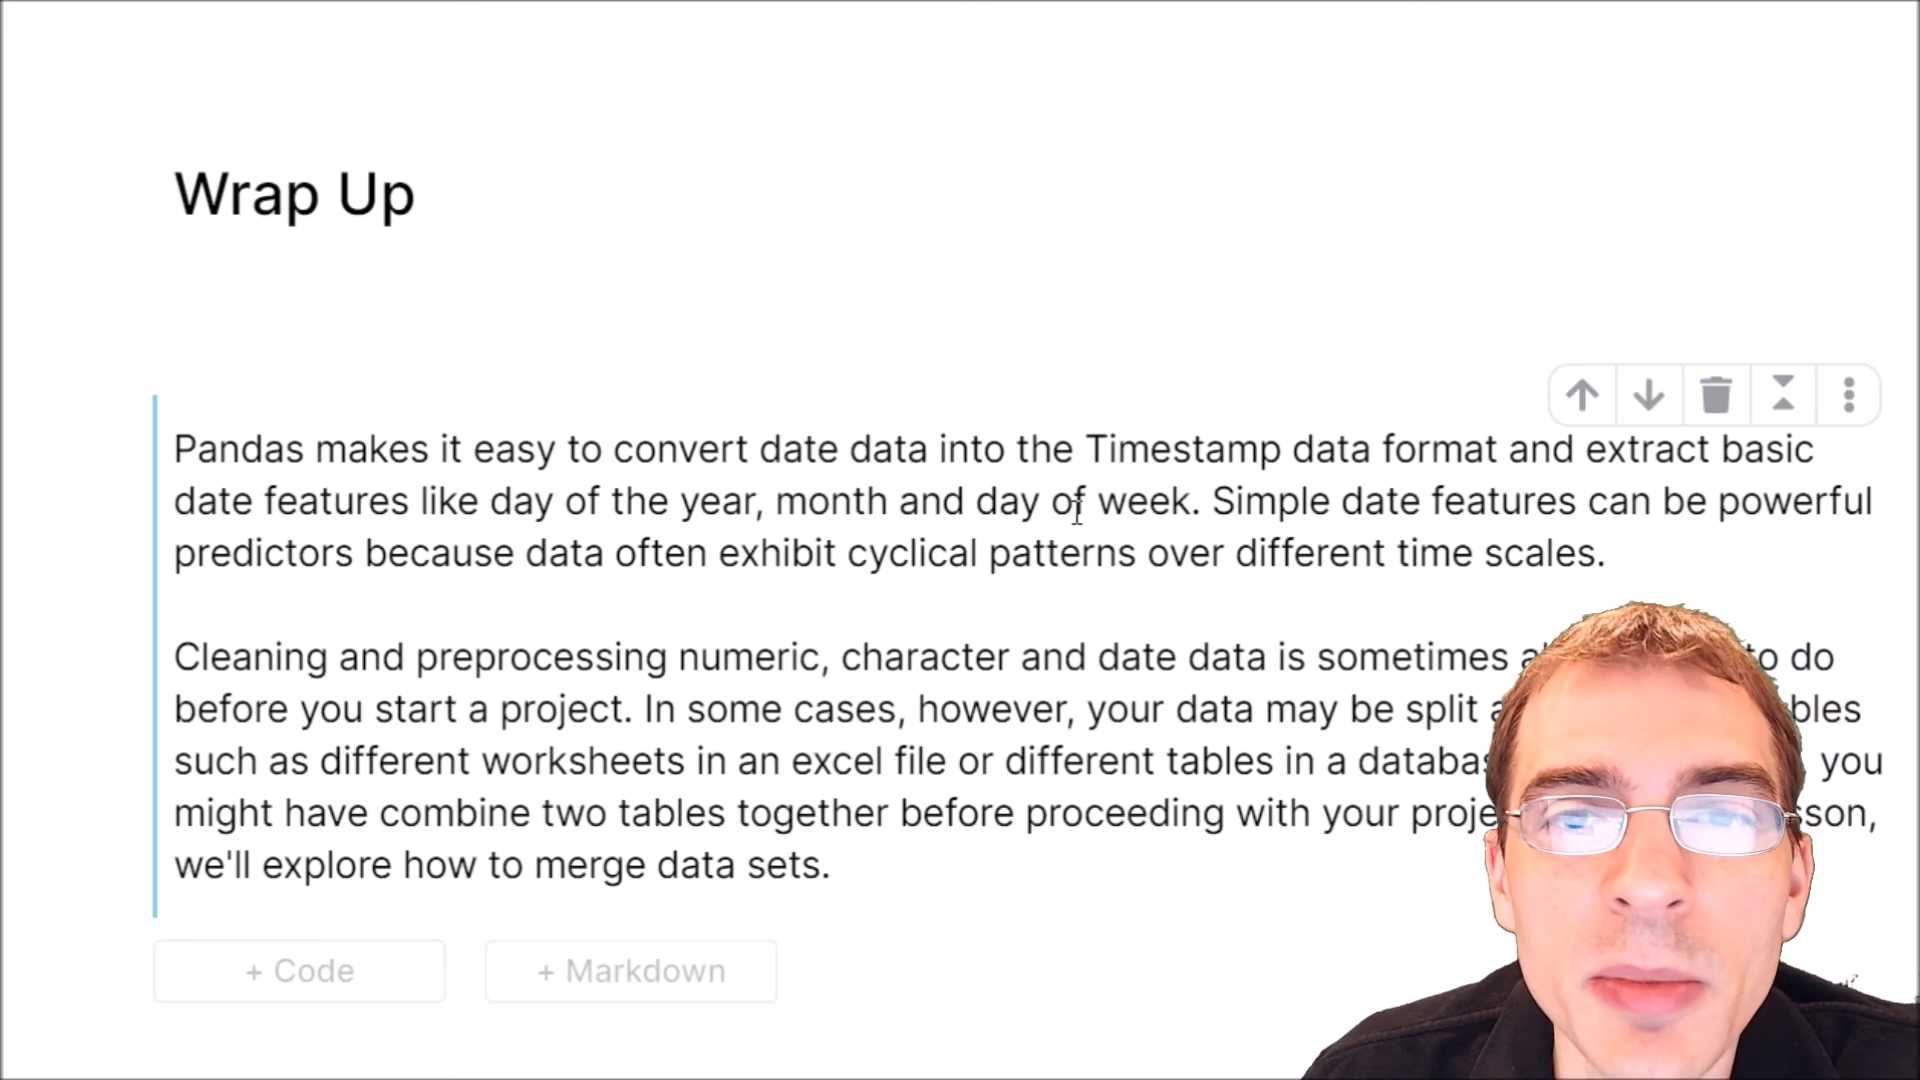 Wrap Up
Pandas makes it easy to convert date data into the Timestamp data format and extract basic
date features like day of the year, month and day of week. Simple date features can be powerful
predictors because data often exhibit cyclical patterns over different time scales.
Cleaning and preprocessing numeric, character and date data is sometimes to do
before you start a project. In some cases, however, your data may be split
such as different worksheets in an excel file or different tables in a you
might have combine two tables together before proceeding with your
we'll explore how to merge data sets.
+ Code
+ Markdown